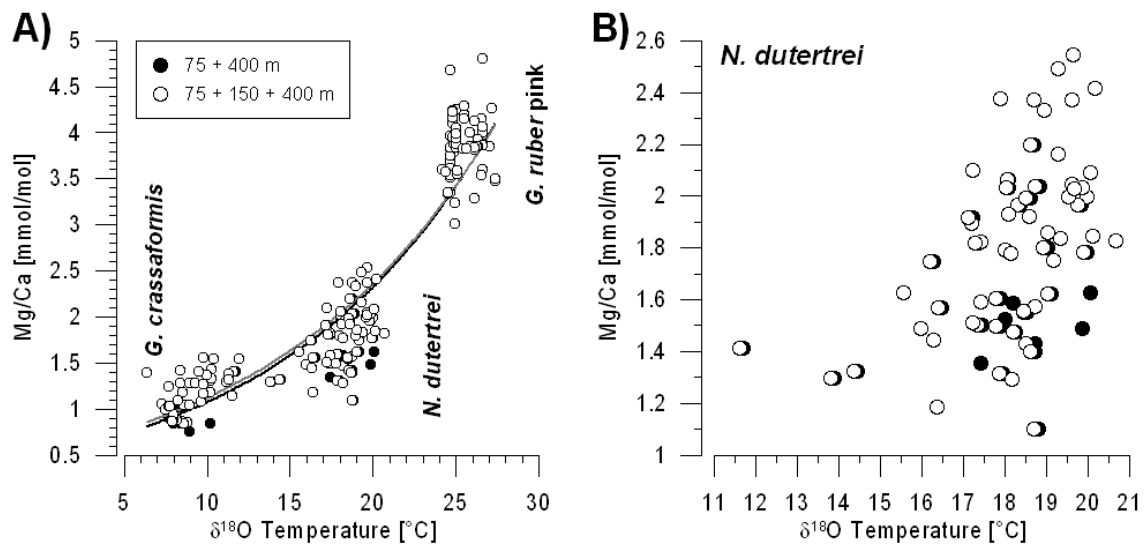 A)
Mg/Ca [mmol/mol]
5
4.5
4
3.5
3
2.5
2
1.5
1
0.5
75 + 400 m
75 + 150 + 400 m
G. crassaformis
N. dutertrei
G. ruber pink
5 10 15 20 25 30
δ18O Temperature [°C]
B)
N. dutertrei
Mg/Ca [mmol/mol]
2.6
2.4
2.2
2
1.8
1.6
1.4
1.2
1
11 12 13 14 15 16 17 18 19 20 21
δ18O Temperature [°C]